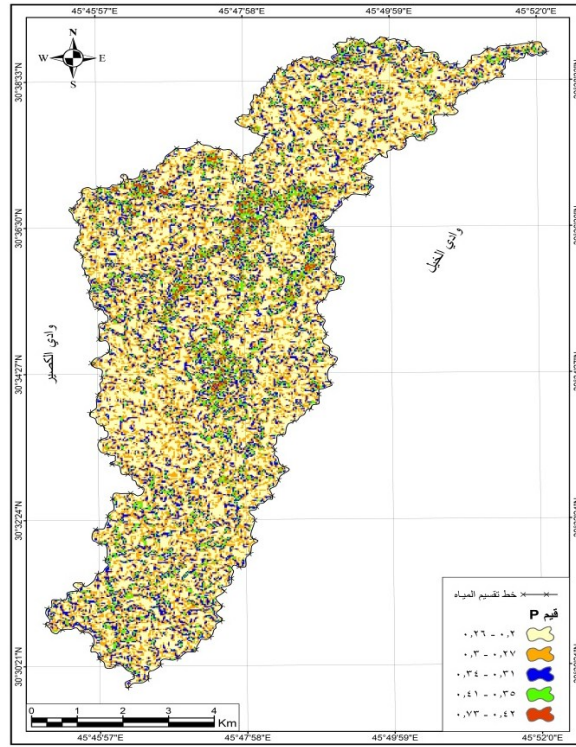 45°45'57"E 45°47'58"E 45°49'59"E 45°52'0"E
N
W E
S
30°38'33"N
30°36'30"N
30°34'27"N
30°32'24"N
30°30'21"N
وادي الخيل
وادي الكصير
خط تقسيم المياه
قيم P
٠,٢٦ - ٠,٢
٠,٣ - ٠,٢٧
٠,٣٤ - ٠,٣١
٠,٤١ - ٠,٣٥
٠,٧٣ - ٠,٤٢
0 1 2 3 4
Km
45°45'57"E 45°47'58"E 45°49'59"E 45°52'0"E